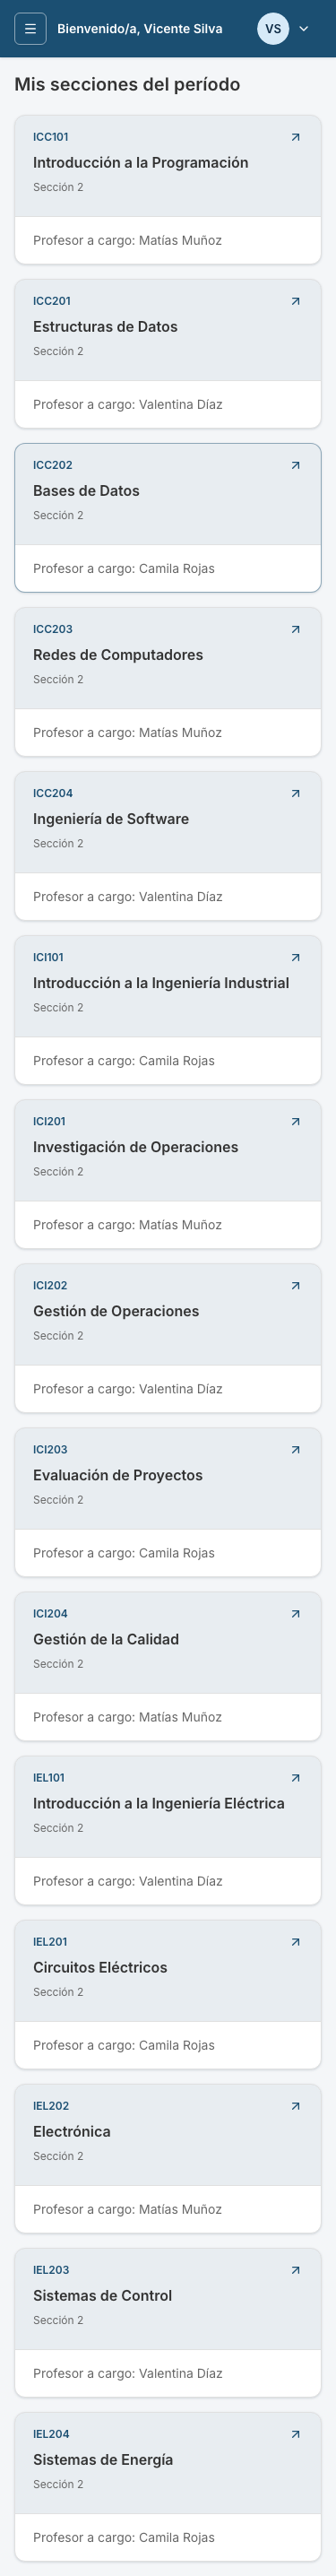 Bienvenido/a, Vicente Silva
VS
Mis secciones del período
ICC101
Introducción a la Programación
Sección 2
Profesor a cargo: Matías Muñoz
ICC201
Estructuras de Datos
Sección 2
Profesor a cargo: Valentina Díaz
ICC202
Bases de Datos
Sección 2
Profesor a cargo: Camila Rojas
ICC203
Redes de Computadores
Sección 2
Profesor a cargo: Matías Muñoz
ICC204
Ingeniería de Software
Sección 2
Profesor a cargo: Valentina Díaz
ICI101
Introducción a la Ingeniería Industrial
Sección 2
Profesor a cargo: Camila Rojas
ICI201
Investigación de Operaciones
Sección 2
Profesor a cargo: Matías Muñoz
ICI202
Gestión de Operaciones
Sección 2
Profesor a cargo: Valentina Díaz
ICI203
Evaluación de Proyectos
Sección 2
Profesor a cargo: Camila Rojas
ICI204
Gestión de la Calidad
Sección 2
Profesor a cargo: Matías Muñoz
IEL101
Introducción a la Ingeniería Eléctrica
Sección 2
Profesor a cargo: Valentina Díaz
IEL201
Circuitos Eléctricos
Sección 2
Profesor a cargo: Camila Rojas
IEL202
Electrónica
Sección 2
Profesor a cargo: Matías Muñoz
IEL203
Sistemas de Control
Sección 2
Profesor a cargo: Valentina Díaz
IEL204
Sistemas de Energía
Sección 2
Profesor a cargo: Camila Rojas